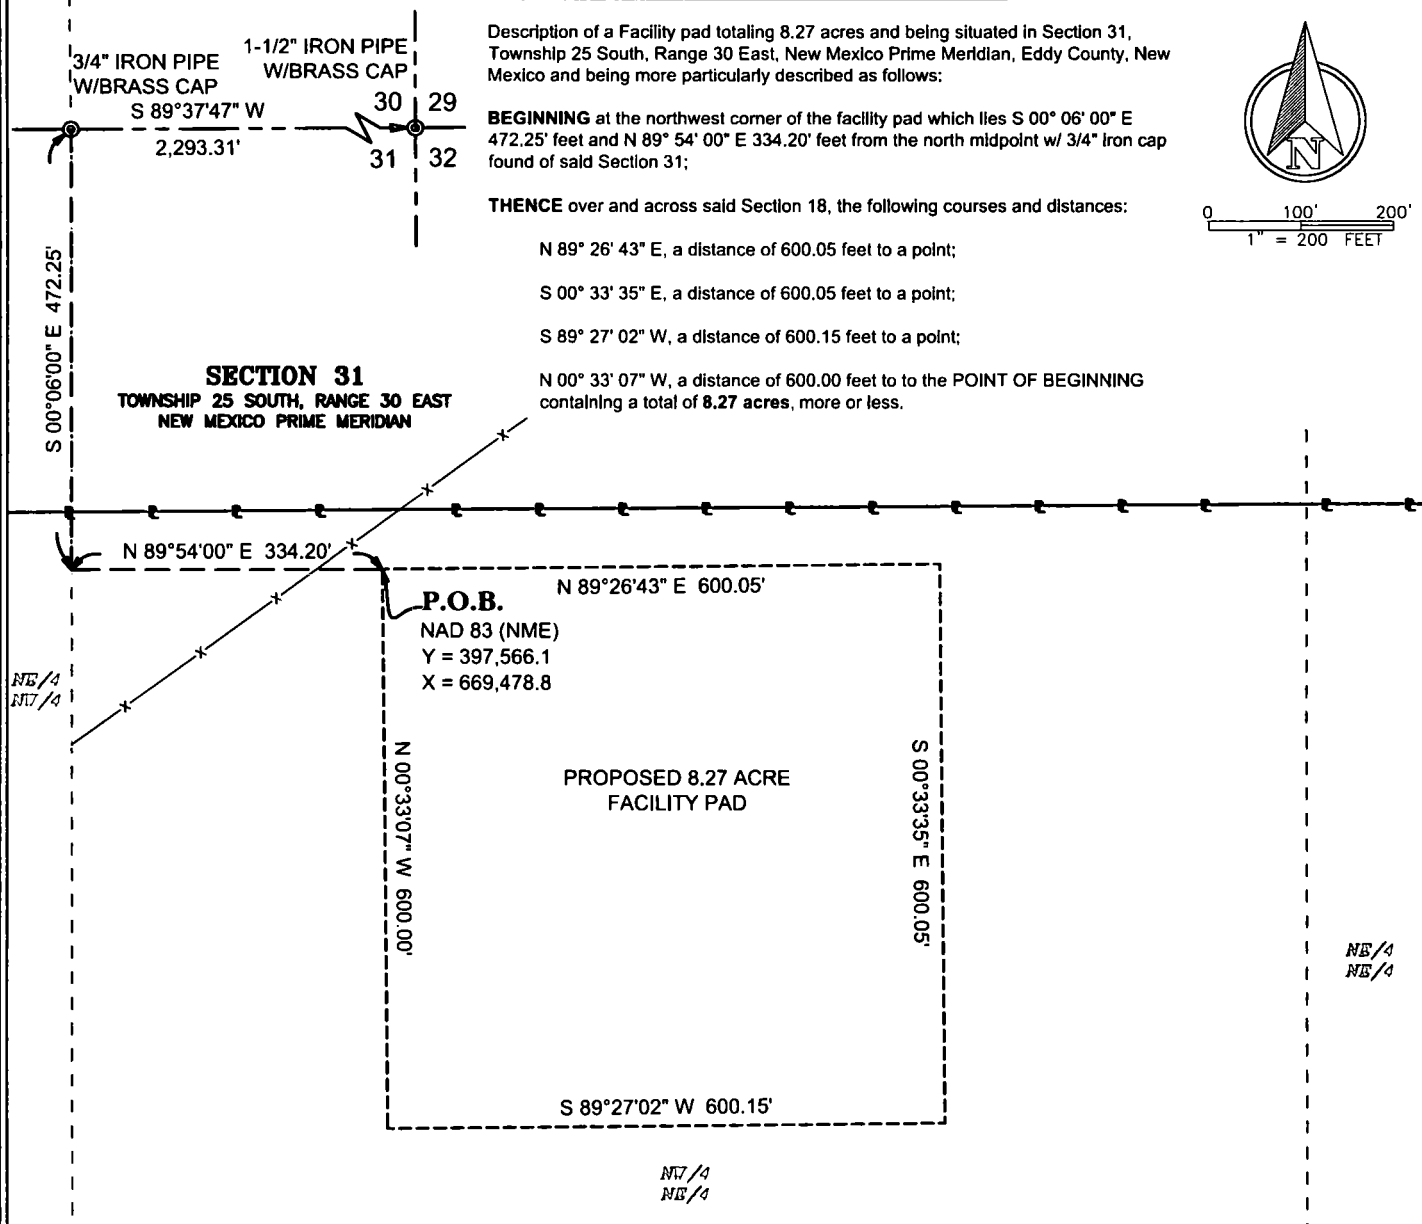 Description of a Facility pad totaling 8.27 acres and being situated in Section 31,
Township 25 South, Range 30 East, New Mexico Prime Meridian, Eddy County, New
Mexico and being more particularly described as follows:
BEGINNING at the northwest corner of the facility pad which lies S 00° 06' 00" E
472.25' feet and N 89° 54' 00" E 334.20' feet from the north midpoint w/ 3/4" iron cap
found of said Section 31;
THENCE over and across said Section 18, the following courses and distances:
N 89° 26' 43" E, a distance of 600.05 feet to a point;
S 00° 33' 35" E, a distance of 600.05 feet to a point;
S 89° 27' 02" W, a distance of 600.15 feet to a point;
N 00° 33' 07" W, a distance of 600.00 feet to to the POINT OF BEGINNING
containing a total of 8.27 acres, more or less.
3/4" IRON PIPE
W/BRASS CAP
1-1/2" IRON PIPE
W/BRASS CAP
S 89°37'47" W
2,293.31'
30 29
31 32
N
0 100' 200'
1" = 200 FEET
S 00°06'00" E 472.25'
SECTION 31
TOWNSHIP 25 SOUTH, RANGE 30 EAST
NEW MEXICO PRIME MERIDIAN
N 89°54'00" E 334.20'
N 89°26'43" E 600.05'
P.O.B.
NAD 83 (NME)
Y = 397,566.1
X = 669,478.8
NE/4
NW/4
N 00°33'07" W 600.00'
PROPOSED 8.27 ACRE
FACILITY PAD
S 00°33'35" E 600.05'
NE/4
NE/4
S 89°27'02" W 600.15'
NW/4
NE/4